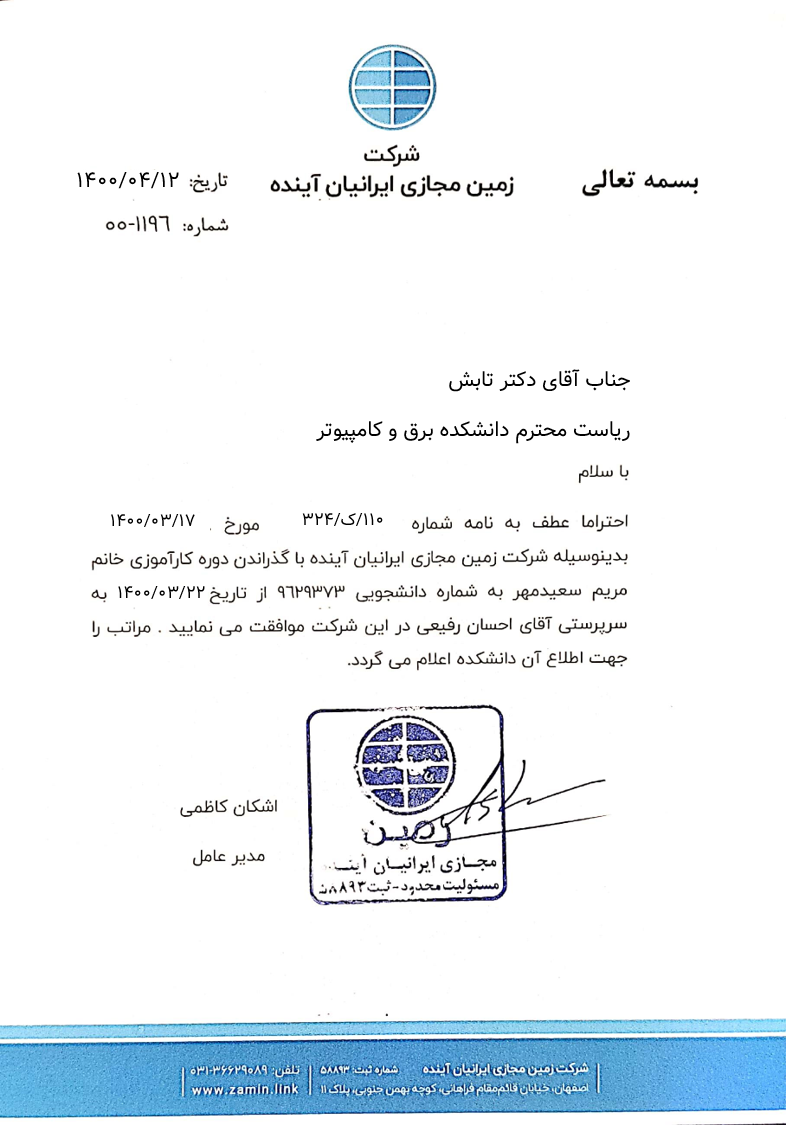 شرکت
زمین مجازی ایرانیان آینده
بسمه تعالی
تاریخ: ۱۴۰۰/۰۴/۱۲
شماره: ۱۱۹۶-۰۰
جناب آقای دکتر تابش
ریاست محترم دانشکده برق و کامپیوتر
با سلام
احتراما عطف به نامه شماره ۱۱۰/ک/۳۲۴ مورخ ۱۴۰۰/۰۳/۱۷
بدینوسیله شرکت زمین مجازی ایرانیان آینده با گذراندن دوره کارآموزی خانم
مریم سعیدمهر به شماره دانشجویی ۹۶۲۹۳۷۳ از تاریخ ۱۴۰۰/۰۳/۲۲ به
سرپرستی آقای احسان رفیعی در این شرکت موافقت می نمایید . مراتب را
جهت اطلاع آن دانشکده اعلام می گردد.
اشکان کاظمی
مدیر عامل
زمین
مجازی ایرانیان آینده
مسئولیت محدود-ثبت ۵۸۸۹۳
شرکت زمین مجازی ایرانیان آینده شماره ثبت: ۵۸۸۹۳ تلفن: ۰۳۱-۳۶۶۲۹۰۸۹
اصفهان، خیابان قائم‌مقام فراهانی، کوچه بهمن جنوبی، پلاک ۱۱ www.zamin.link